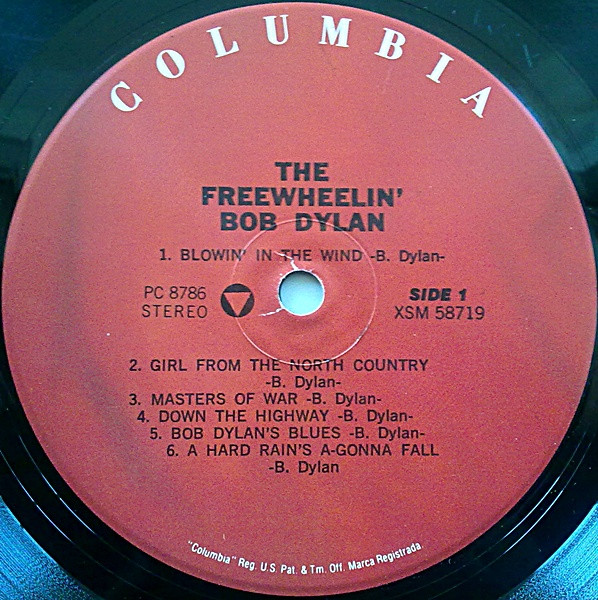 COLUMBIA
THE
FREEWHEELIN'
BOB DYLAN
1. BLOWIN' IN THE WIND -B. Dylan-
PC 8786
STEREO
SIDE 1
XSM 58719
2. GIRL FROM THE NORTH COUNTRY
-B. Dylan-
3. MASTERS OF WAR -B. Dylan-
4. DOWN THE HIGHWAY -B. Dylan-
5. BOB DYLAN'S BLUES -B. Dylan-
6. A HARD RAIN'S A-GONNA FALL
-B. Dylan
"Columbia" Reg. U.S. Pat. & Tm. Off. Marca Registrada.